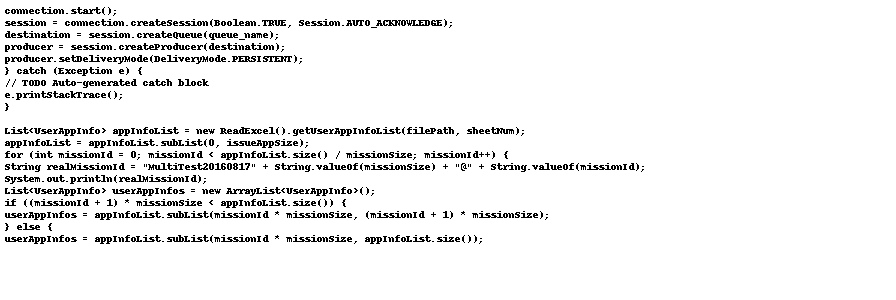 connection.start();
session = connection.createSession(Boolean.TRUE, Session.AUTO_ACKNOWLEDGE);
destination = session.createQueue(queue_name);
producer = session.createProducer(destination);
producer.setDeliveryMode(DeliveryMode.PERSISTENT);
} catch (Exception e) {
// TODO Auto-generated catch block
e.printStackTrace();
}
List<UserAppInfo> appInfoList = new ReadExcel().getUserAppInfoList(filePath, sheetNum);
appInfoList = appInfoList.subList(0, issueAppSize);
for (int missionId = 0; missionId < appInfoList.size() / missionSize; missionId++) {
String realMissionId = "MultiTest20160817" + String.valueOf(missionSize) + "@" + String.valueOf(missionId);
System.out.println(realMissionId);
List<UserAppInfo> userAppInfos = new ArrayList<UserAppInfo>();
if ((missionId + 1) * missionSize < appInfoList.size()) {
userAppInfos = appInfoList.subList(missionId * missionSize, (missionId + 1) * missionSize);
} else {
userAppInfos = appInfoList.subList(missionId * missionSize, appInfoList.size());